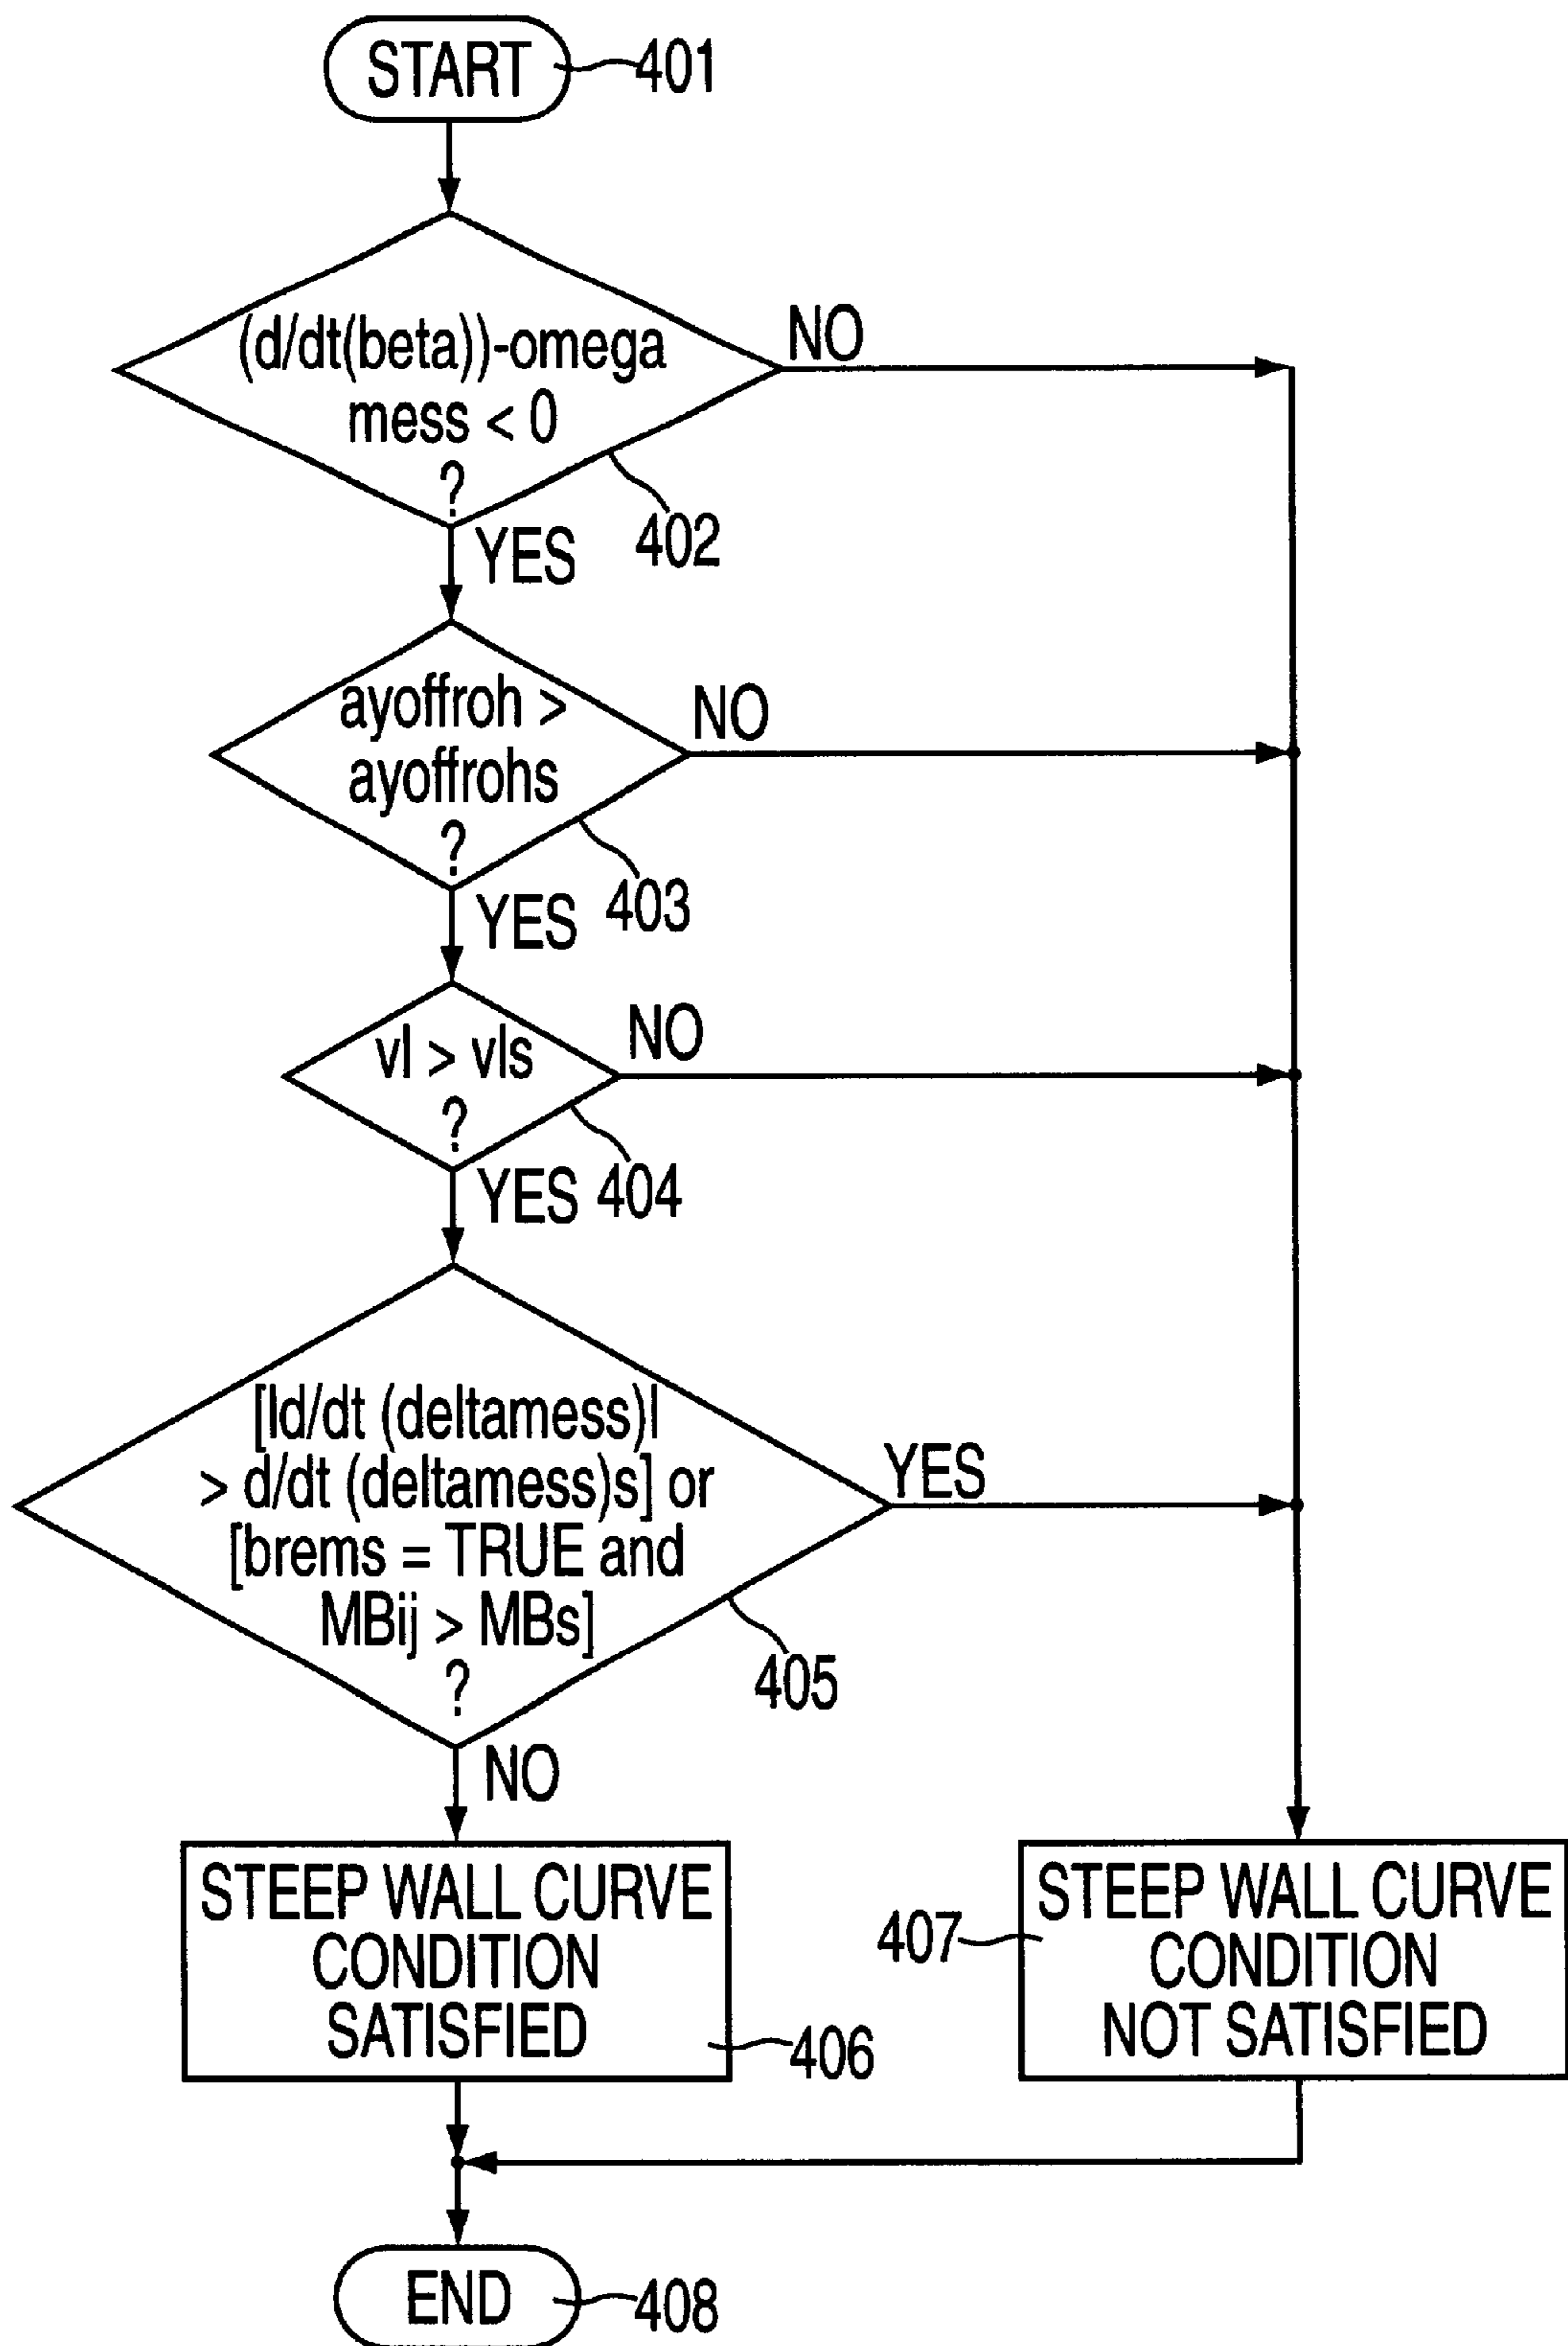 START
401
(d/dt(beta))-omega
mess < 0
?
NO
402
YES
ayoffroh >
ayoffrohs
?
NO
403
YES
vl > vls
?
NO
404
YES
[|d/dt (deltamess)|
> d/dt (deltamess)s] or
[brems = TRUE and
MBij > MBs]
?
YES
405
NO
STEEP WALL CURVE
CONDITION
SATISFIED
406
407
STEEP WALL CURVE
CONDITION
NOT SATISFIED
END
408